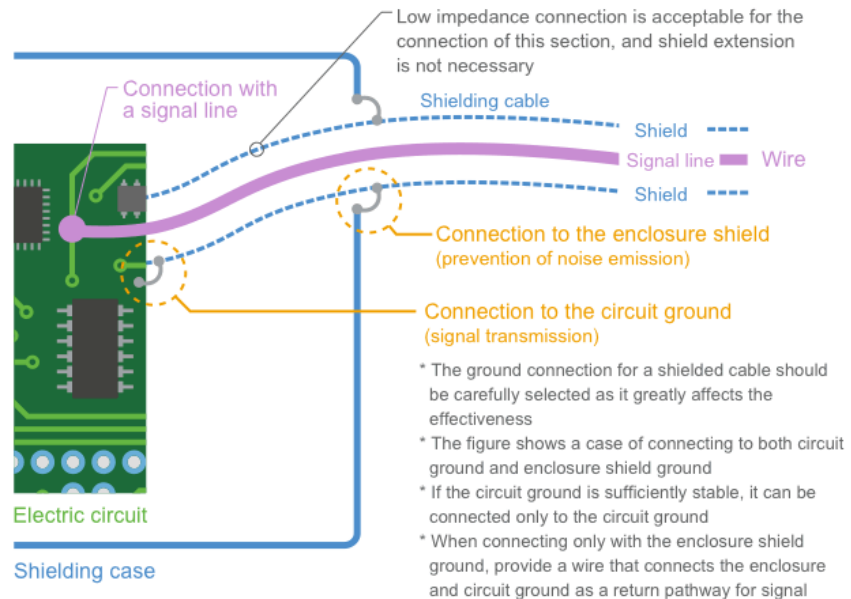 Low impedance connection is acceptable for the
connection of this section, and shield extension
is not necessary
Connection with
a signal line
Shielding cable
Shield
Signal line
Wire
Shield
Connection to the enclosure shield
(prevention of noise emission)
Connection to the circuit ground
(signal transmission)
* The ground connection for a shielded cable should
be carefully selected as it greatly affects the
effectiveness
* The figure shows a case of connecting to both circuit
ground and enclosure shield ground
* If the circuit ground is sufficiently stable, it can be
connected only to the circuit ground
* When connecting only with the enclosure shield
ground, provide a wire that connects the enclosure
and circuit ground as a return pathway for signal
Electric circuit
Shielding case